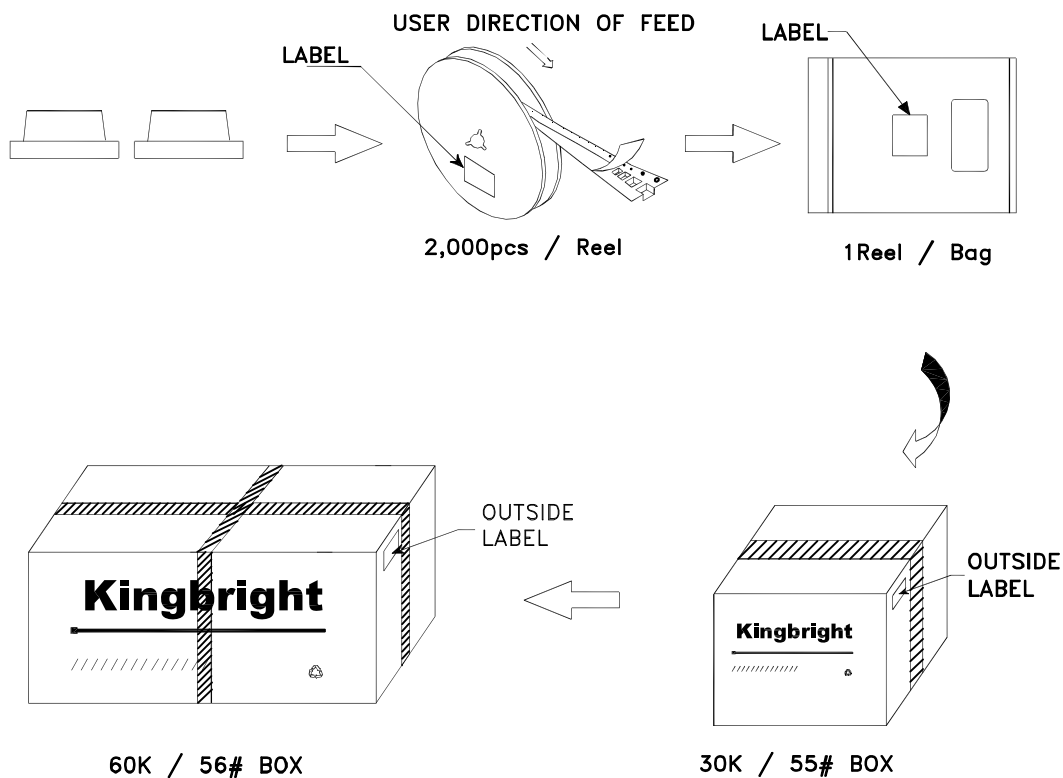 USER DIRECTION OF FEED
LABEL
LABEL
2,000pcs / Reel
1Reel / Bag
OUTSIDE
LABEL
OUTSIDE
LABEL
Kingbright
Kingbright
60K / 56# BOX
30K / 55# BOX